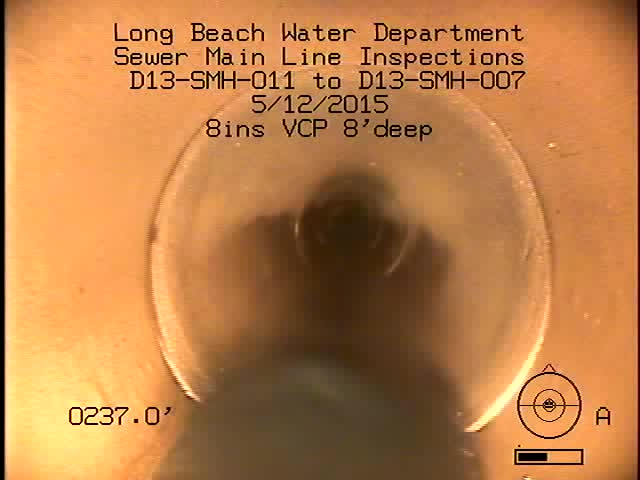 Long Beach Water Department
Sewer Main Line Inspections
D13-SMH-011 to D13-SMH-007
5/12/2015
8ins VCP 8'deep
0237.0'
A